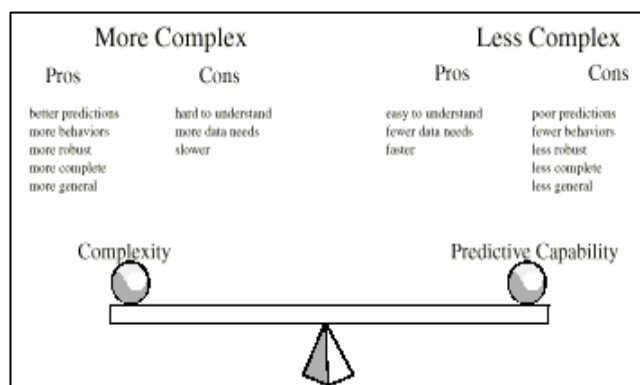 More Complex
Less Complex
Pros
Cons
Pros
Cons
better predictions
more behaviors
more robust
more complete
more general
hard to understand
more data needs
slower
easy to understand
fewer data needs
faster
poor predictions
fewer behaviors
less robust
less complete
less general
Complexity
Predictive Capability